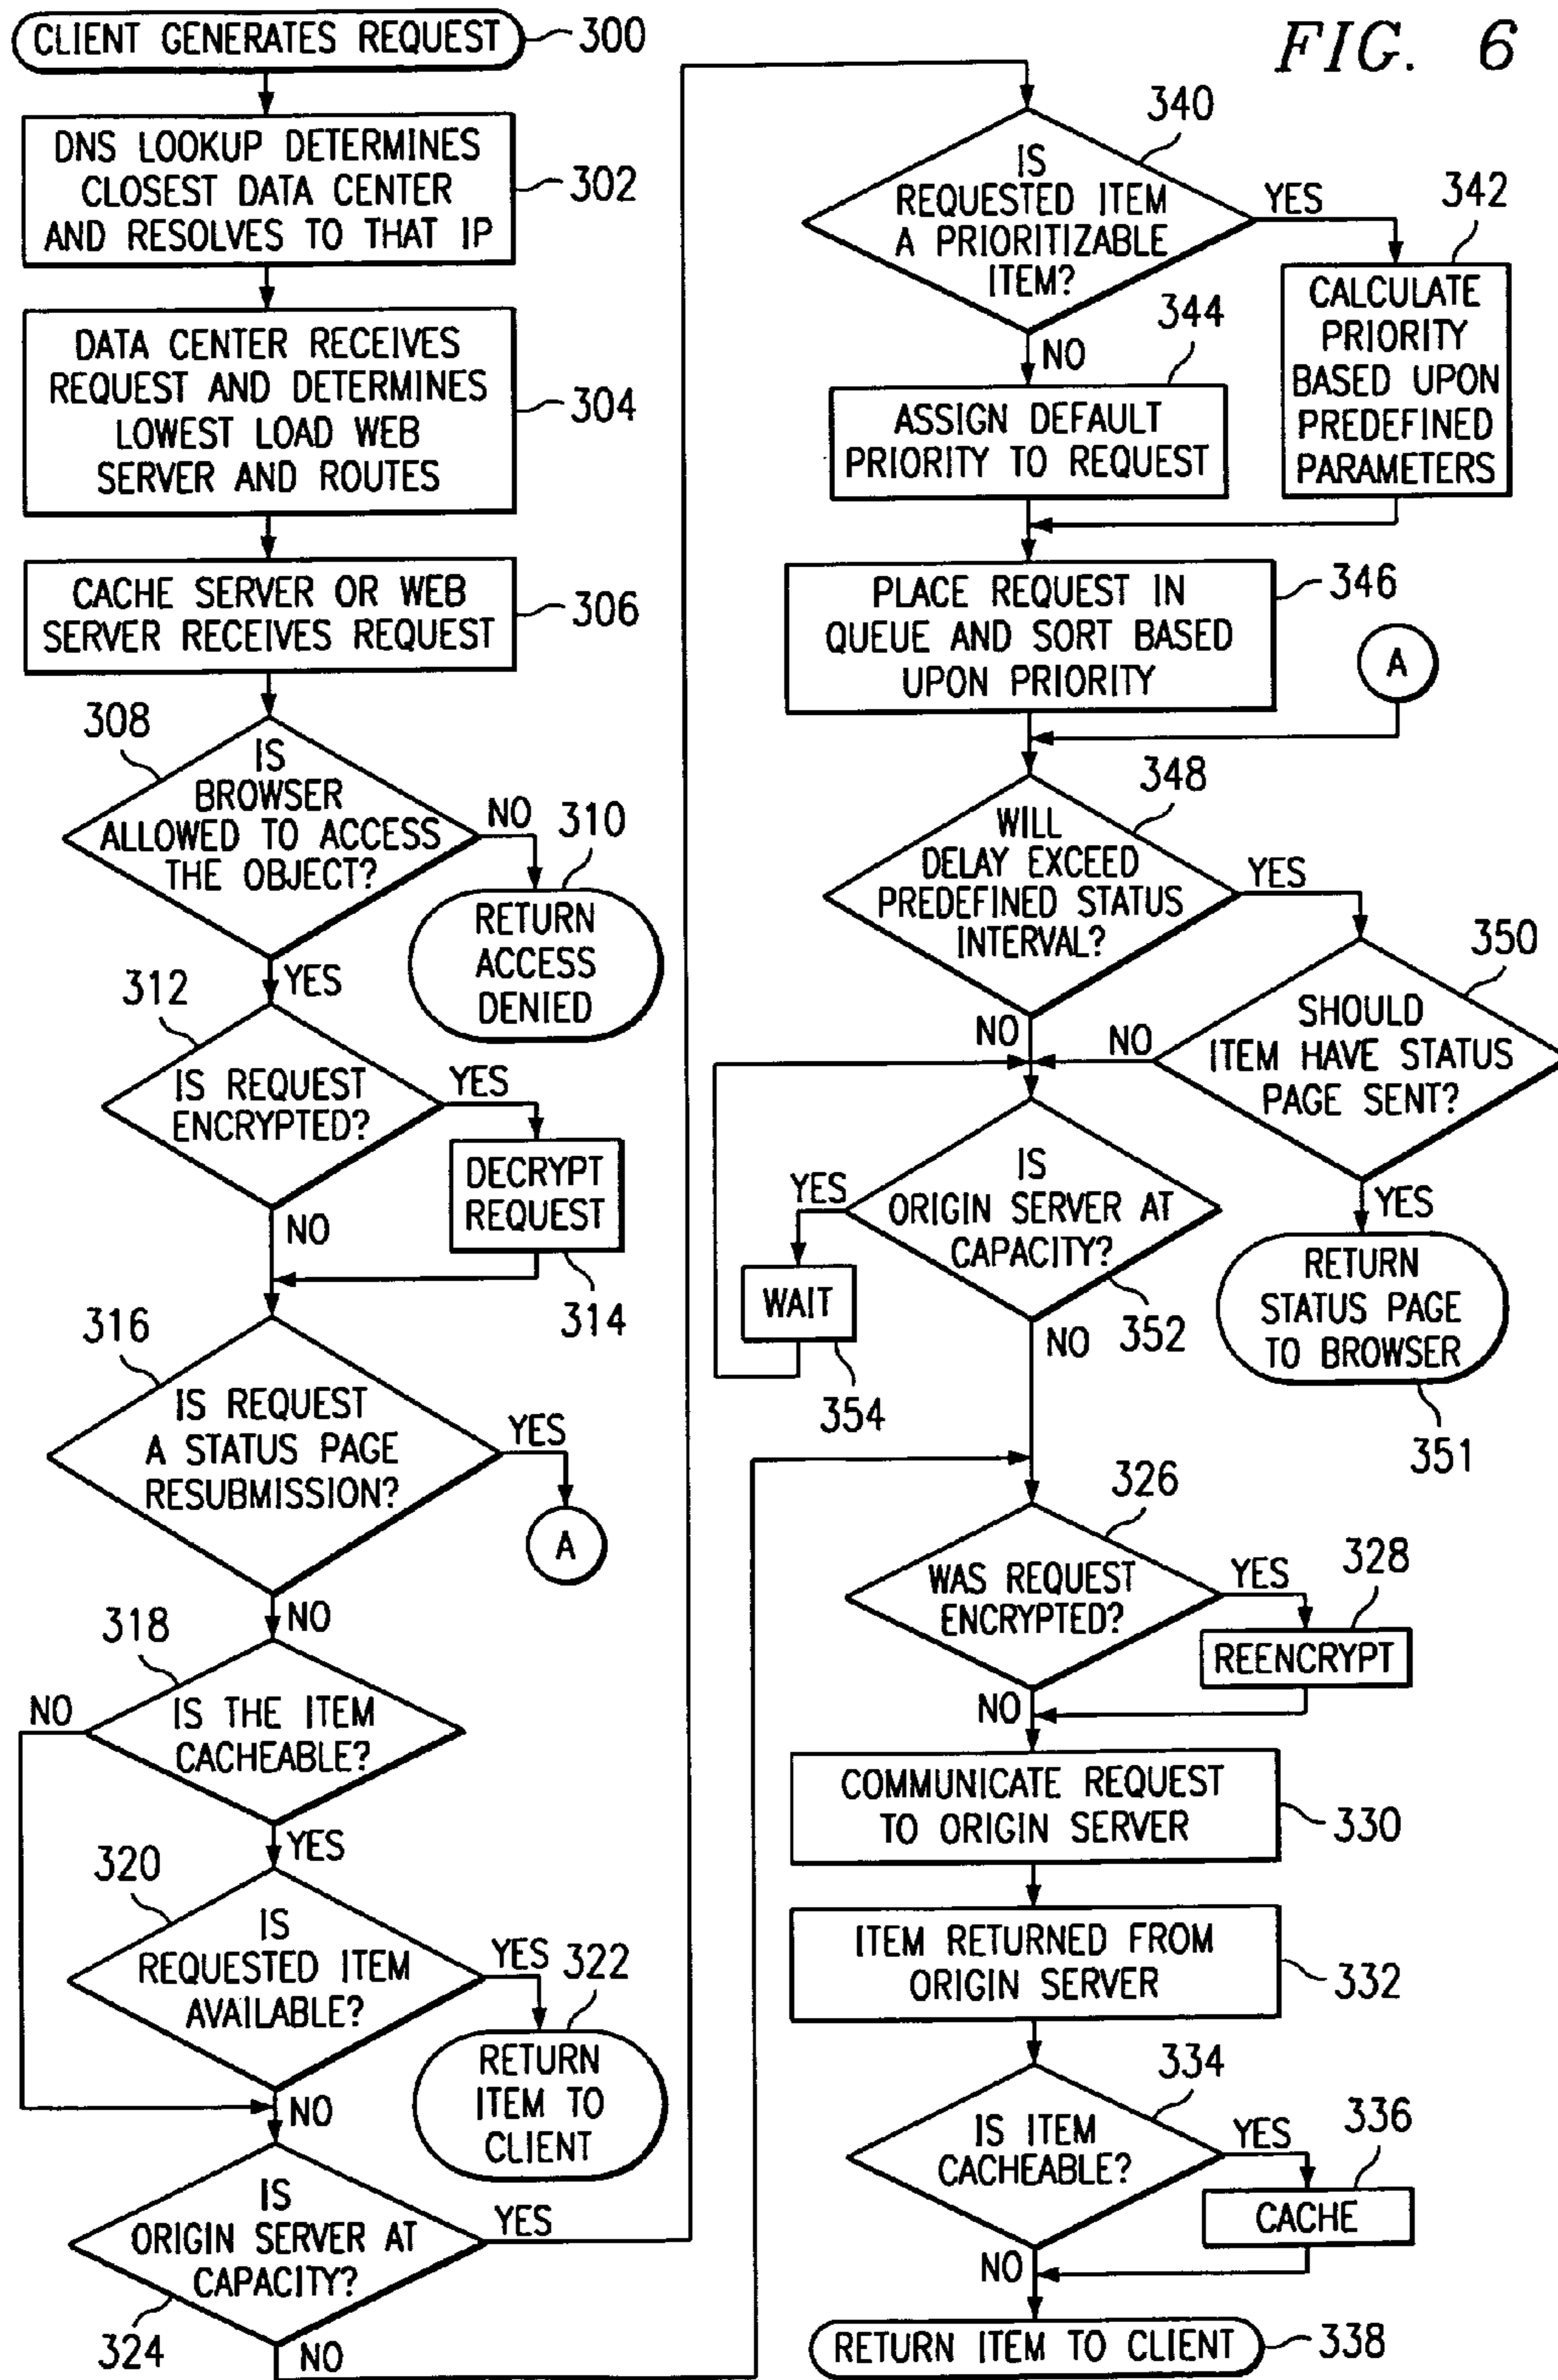 FIG. 6
CLIENT GENERATES REQUEST
300
DNS LOOKUP DETERMINES
CLOSEST DATA CENTER
AND RESOLVES TO THAT IP
302
DATA CENTER RECEIVES
REQUEST AND DETERMINES
LOWEST LOAD WEB
SERVER AND ROUTES
304
CACHE SERVER OR WEB
SERVER RECEIVES REQUEST
306
308
IS
BROWSER
ALLOWED TO ACCESS
THE OBJECT?
NO
310
RETURN
ACCESS
DENIED
YES
312
IS REQUEST
ENCRYPTED?
YES
DECRYPT
REQUEST
314
NO
316
IS REQUEST
A STATUS PAGE
RESUBMISSION?
YES
A
NO
318
IS THE ITEM
CACHEABLE?
NO
YES
320
IS
REQUESTED ITEM
AVAILABLE?
YES
322
RETURN
ITEM TO
CLIENT
NO
IS
ORIGIN SERVER AT
CAPACITY?
YES
324
NO
340
IS
REQUESTED ITEM
A PRIORITIZABLE
ITEM?
YES
342
CALCULATE
PRIORITY
BASED UPON
PREDEFINED
PARAMETERS
NO
344
ASSIGN DEFAULT
PRIORITY TO REQUEST
PLACE REQUEST IN
QUEUE AND SORT BASED
UPON PRIORITY
346
A
348
WILL
DELAY EXCEED
PREDEFINED STATUS
INTERVAL?
YES
350
SHOULD
ITEM HAVE STATUS
PAGE SENT?
NO
NO
YES
RETURN
STATUS PAGE
TO BROWSER
351
IS
ORIGIN SERVER AT
CAPACITY?
352
YES
WAIT
354
NO
326
WAS REQUEST
ENCRYPTED?
YES
328
REENCRYPT
NO
COMMUNICATE REQUEST
TO ORIGIN SERVER
330
ITEM RETURNED FROM
ORIGIN SERVER
332
334
IS ITEM
CACHEABLE?
YES
336
CACHE
NO
RETURN ITEM TO CLIENT
338